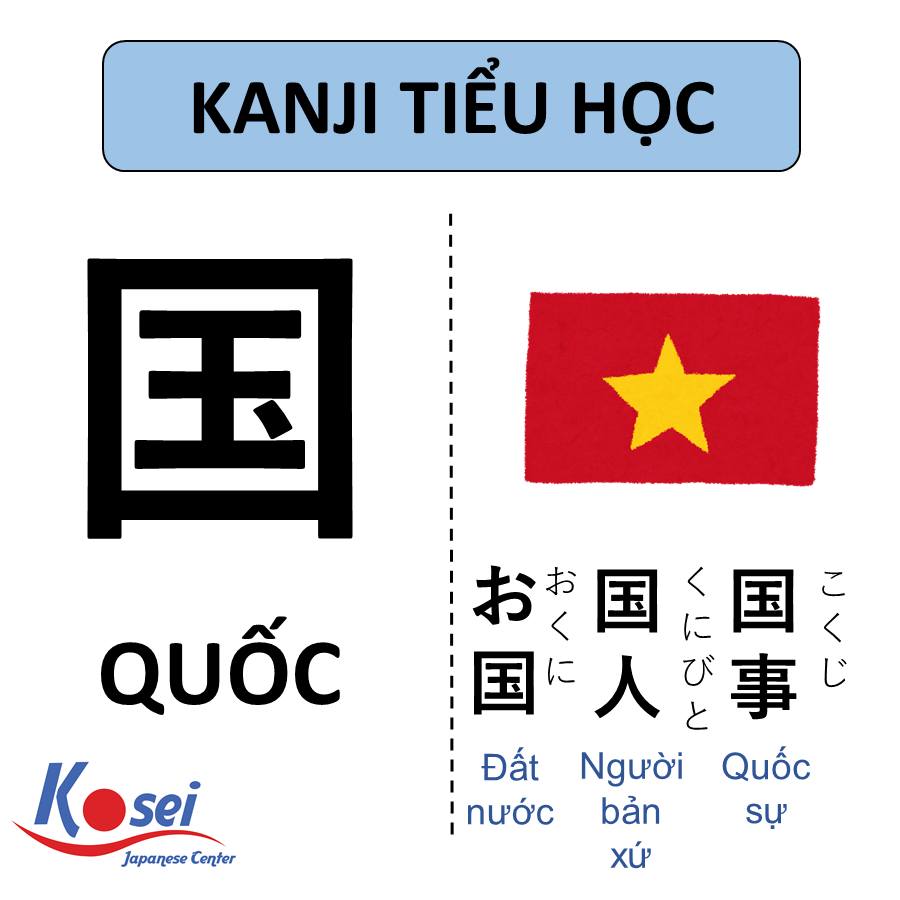 KANJI TIỂU HỌC
国
QUỐC
お国
おくに
Đất
nước
国人
くにびと
Người
bản
xứ
国事
こくじ
Quốc
sự
Kosei
Japanese Center